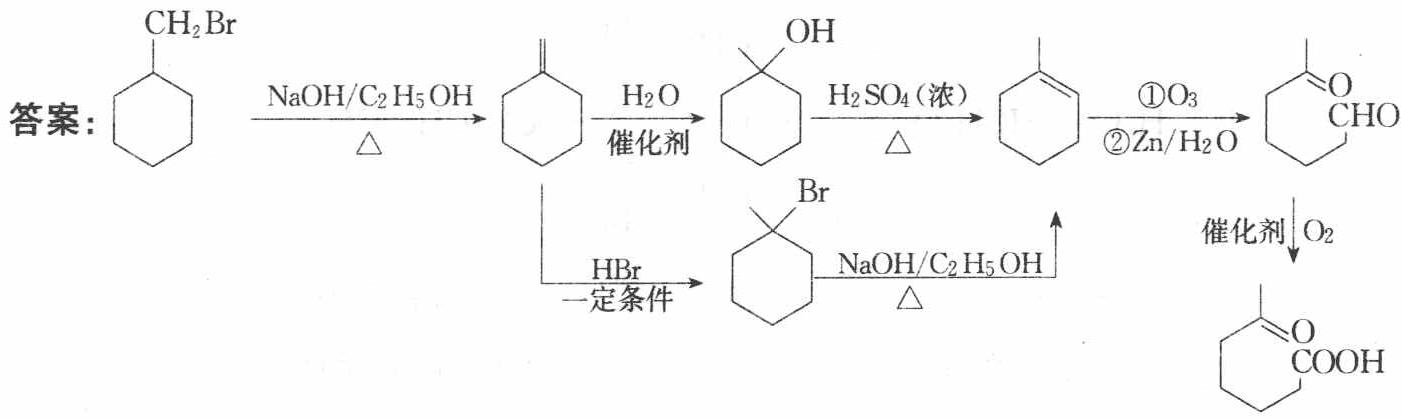 CH₂Br
OH
答案:
NaOH/C₂H₅OH
△
H₂O
催化剂
H₂SO₄(浓)
△
①O₃
②Zn/H₂O
O
CHO
Br
HBr
一定条件
NaOH/C₂H₅OH
△
催化剂
O₂
O
COOH